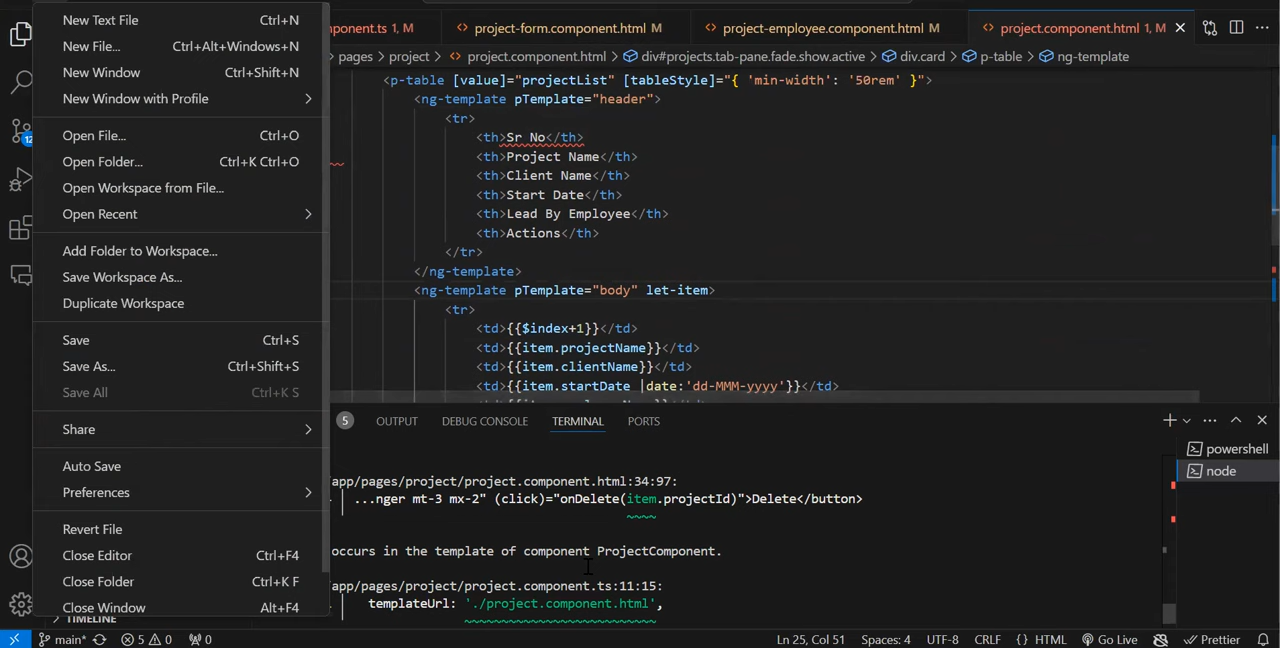 New Text File Ctrl+N
New File... Ctrl+Alt+Windows+N
New Window Ctrl+Shift+N
New Window with Profile
Open File... Ctrl+O
Open Folder... Ctrl+K Ctrl+O
Open Workspace from File...
Open Recent
Add Folder to Workspace...
Save Workspace As...
Duplicate Workspace
Save Ctrl+S
Save As... Ctrl+Shift+S
Save All Ctrl+K S
Share
Auto Save
Preferences
Revert File
Close Editor Ctrl+F4
Close Folder Ctrl+K F
Close Window Alt+F4
TIMELINE
12
mponent.ts 1, M
project-form.component.html M
project-employee.component.html M
project.component.html 1, M
pages > project > project.component.html > div#projects.tab-pane.fade.show.active > div.card > p-table > ng-template
<p-table [value]="projectList" [tableStyle]="{ 'min-width': '50rem' }">
<ng-template pTemplate="header">
<tr>
<th>Sr No</th>
<th>Project Name</th>
<th>Client Name</th>
<th>Start Date</th>
<th>Lead By Employee</th>
<th>Actions</th>
</tr>
</ng-template>
<ng-template pTemplate="body" let-item>
<tr>
<td>{{$index+1}}</td>
<td>{{item.projectName}}</td>
<td>{{item.clientName}}</td>
<td>{{item.startDate |date:'dd-MMM-yyyy'}}</td>
5 OUTPUT DEBUG CONSOLE TERMINAL PORTS
powershell
node
/app/pages/project/project.component.html:34:97:
...nger mt-3 mx-2" (click)="onDelete(item.projectId)">Delete</button>
~~~~
occurs in the template of component ProjectComponent.
/app/pages/project/project.component.ts:11:15:
templateUrl: './project.component.html',
~~~~~~~~~~~~~~~~~~~~~~~~~~
main* 5 0 0 Ln 25, Col 51 Spaces: 4 UTF-8 CRLF {} HTML Go Live Prettier